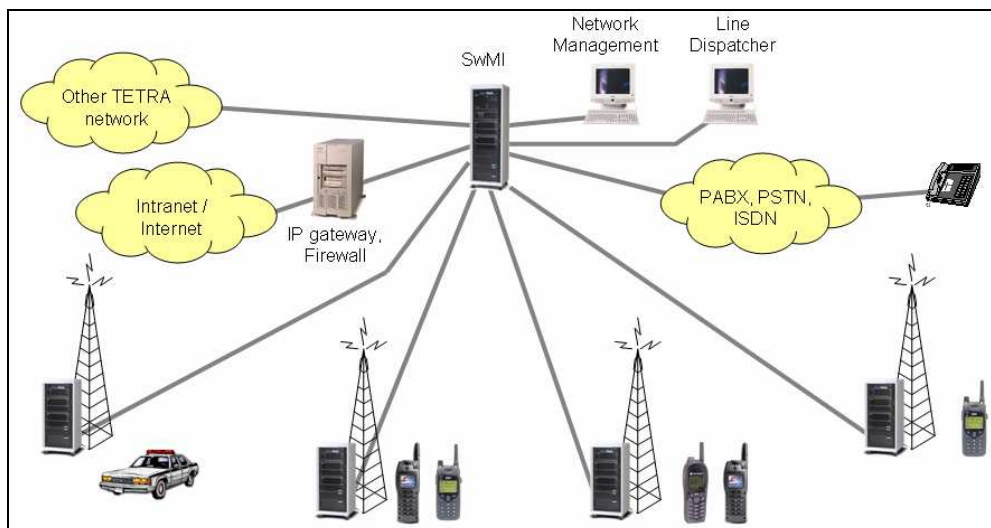 Network
Management
Line
Dispatcher
SwMI
Other TETRA
network
Intranet /
Internet
IP gateway,
Firewall
PABX, PSTN,
ISDN